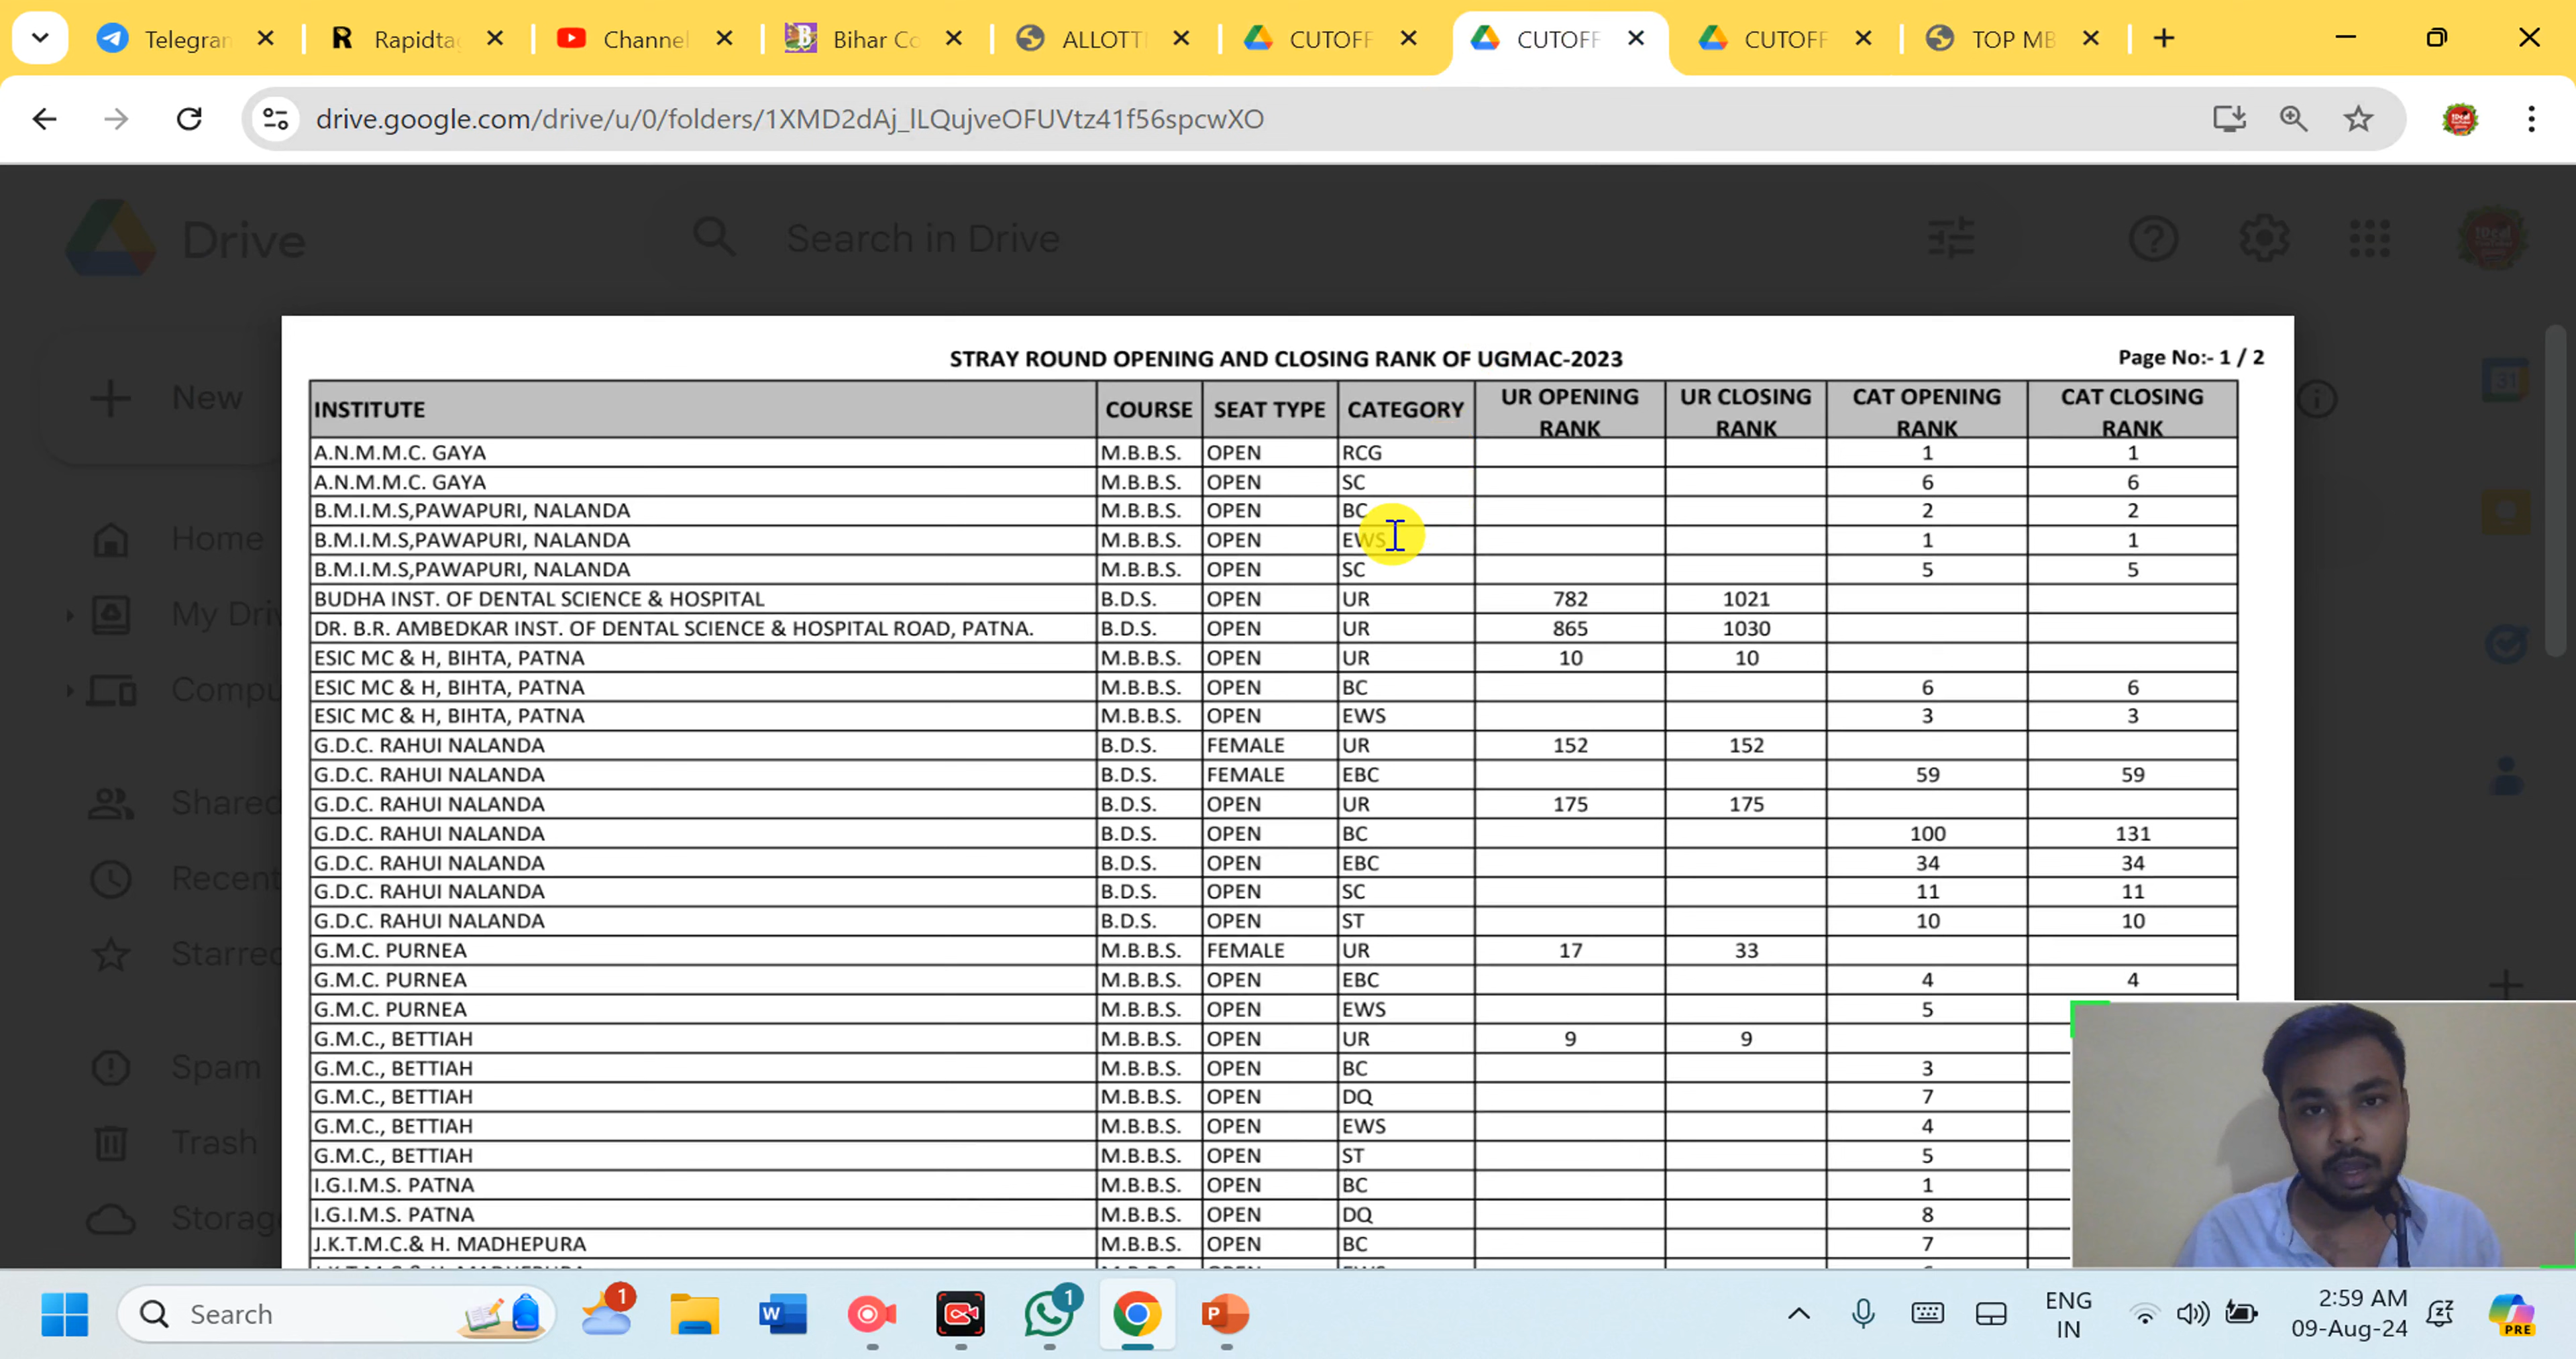 Telegran
Rapidta
Channel
Bihar Co
ALLOTT
CUTOFF
CUTOFF
CUTOFF
TOP MB
drive.google.com/drive/u/0/folders/1XMD2dAj_lLQujveOFUVtz41f56spcwXO
Drive
Search in Drive
New
Home
My Driv
Compu
Shared
Recent
Starred
Spam
Trash
Storag
31
STRAY ROUND OPENING AND CLOSING RANK OF UGMAC-2023
Page No:- 1 / 2
INSTITUTE COURSE SEAT TYPE CATEGORY UR OPENING RANK UR CLOSING RANK CAT OPENING RANK CAT CLOSING RANK
A.N.M.M.C. GAYA M.B.B.S. OPEN RCG 1 1
A.N.M.M.C. GAYA M.B.B.S. OPEN SC 6 6
B.M.I.M.S,PAWAPURI, NALANDA M.B.B.S. OPEN BC 2 2
B.M.I.M.S,PAWAPURI, NALANDA M.B.B.S. OPEN EWS 1 1
B.M.I.M.S,PAWAPURI, NALANDA M.B.B.S. OPEN SC 5 5
BUDHA INST. OF DENTAL SCIENCE & HOSPITAL B.D.S. OPEN UR 782 1021
DR. B.R. AMBEDKAR INST. OF DENTAL SCIENCE & HOSPITAL ROAD, PATNA. B.D.S. OPEN UR 865 1030
ESIC MC & H, BIHTA, PATNA M.B.B.S. OPEN UR 10 10
ESIC MC & H, BIHTA, PATNA M.B.B.S. OPEN BC 6 6
ESIC MC & H, BIHTA, PATNA M.B.B.S. OPEN EWS 3 3
G.D.C. RAHUI NALANDA B.D.S. FEMALE UR 152 152
G.D.C. RAHUI NALANDA B.D.S. FEMALE EBC 59 59
G.D.C. RAHUI NALANDA B.D.S. OPEN UR 175 175
G.D.C. RAHUI NALANDA B.D.S. OPEN BC 100 131
G.D.C. RAHUI NALANDA B.D.S. OPEN EBC 34 34
G.D.C. RAHUI NALANDA B.D.S. OPEN SC 11 11
G.D.C. RAHUI NALANDA B.D.S. OPEN ST 10 10
G.M.C. PURNEA M.B.B.S. FEMALE UR 17 33
G.M.C. PURNEA M.B.B.S. OPEN EBC 4 4
G.M.C. PURNEA M.B.B.S. OPEN EWS 5
G.M.C., BETTIAH M.B.B.S. OPEN UR 9 9
G.M.C., BETTIAH M.B.B.S. OPEN BC 3
G.M.C., BETTIAH M.B.B.S. OPEN DQ 7
G.M.C., BETTIAH M.B.B.S. OPEN EWS 4
G.M.C., BETTIAH M.B.B.S. OPEN ST 5
I.G.I.M.S. PATNA M.B.B.S. OPEN BC 1
I.G.I.M.S. PATNA M.B.B.S. OPEN DQ 8
J.K.T.M.C.& H. MADHEPURA M.B.B.S. OPEN BC 7
Search
1
1
ENG
IN
2:59 AM
09-Aug-24
PRE